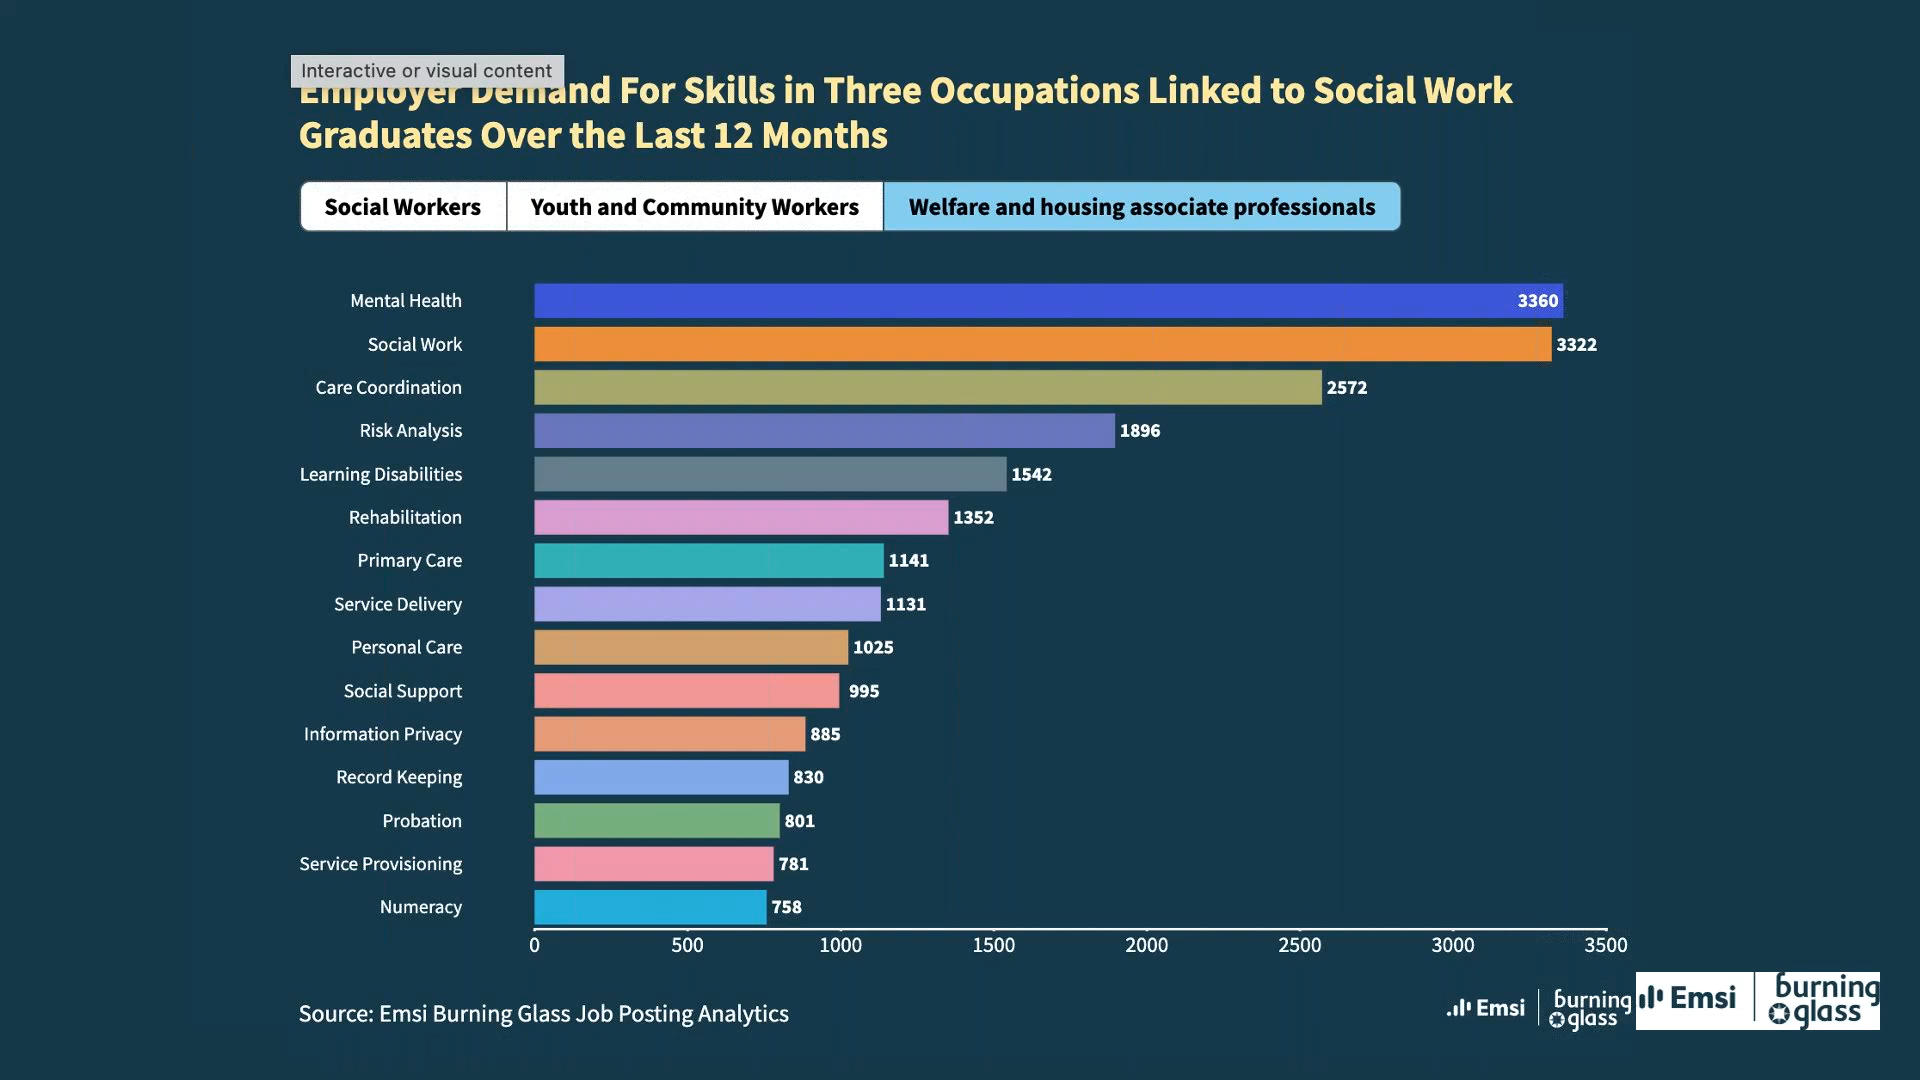 Interactive or visual content
Employer Demand For Skills in Three Occupations Linked to Social Work
Graduates Over the Last 12 Months
Social Workers
Youth and Community Workers
Welfare and housing associate professionals
Mental Health 3360
Social Work 3322
Care Coordination 2572
Risk Analysis 1896
Learning Disabilities 1542
Rehabilitation 1352
Primary Care 1141
Service Delivery 1131
Personal Care 1025
Social Support 995
Information Privacy 885
Record Keeping 830
Probation 801
Service Provisioning 781
Numeracy 758
0 500 1000 1500 2000 2500 3000 3500
Source: Emsi Burning Glass Job Posting Analytics
Emsi burning glass
Emsi burning glass